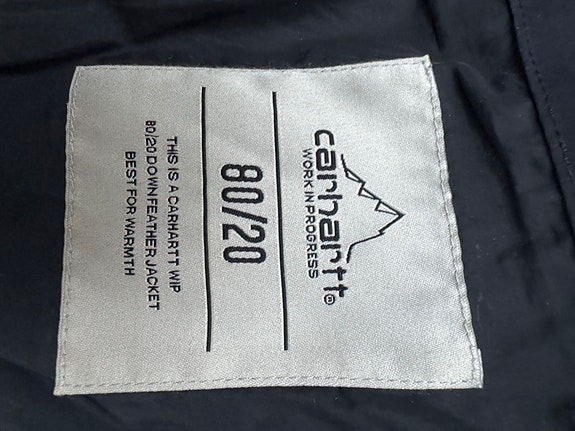 carhartt®
WORK IN PROGRESS
80/20
THIS IS A CARHARTT WIP
80/20 DOWN FEATHER JACKET
BEST FOR WARMTH